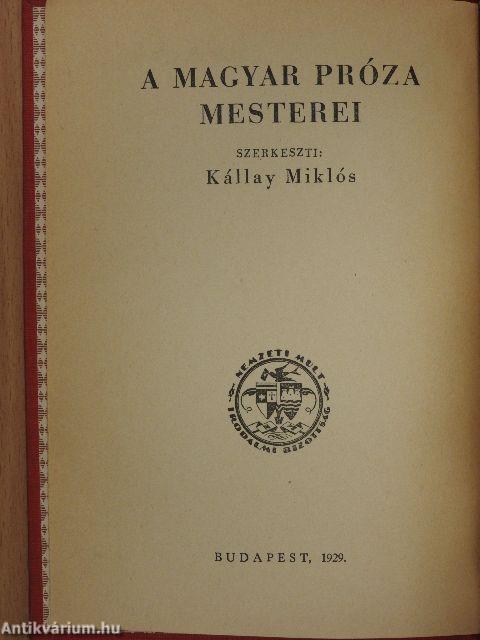 A MAGYAR PRÓZA
MESTEREI
SZERKESZTI:
Kállay Miklós
NEMZETI MULT
IRODALMI BIZOTTSÁG
BUDAPEST, 1929.
Antikvárium.hu